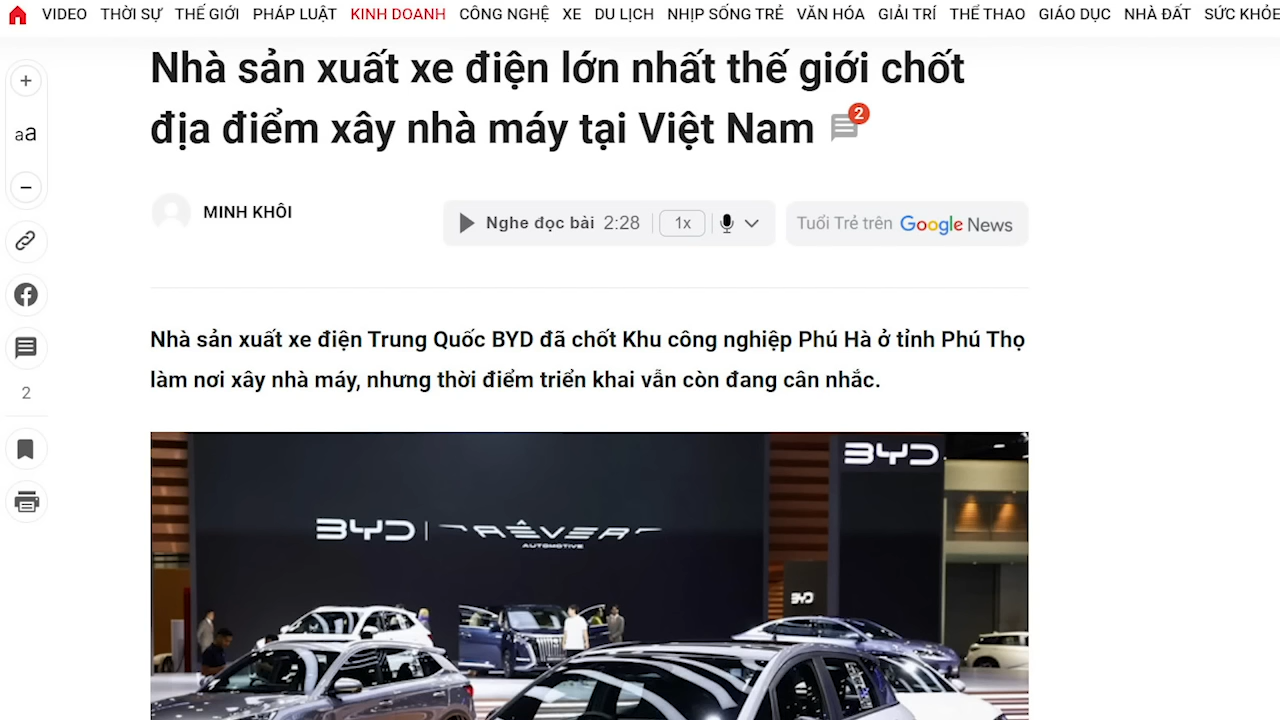 VIDEO THỜI SỰ THẾ GIỚI PHÁP LUẬT KINH DOANH CÔNG NGHỆ XE DU LỊCH NHỊP SỐNG TRẺ VĂN HÓA GIẢI TRÍ THỂ THAO GIÁO DỤC NHÀ ĐẤT SỨC KHỎE
Nhà sản xuất xe điện lớn nhất thế giới chốt
địa điểm xây nhà máy tại Việt Nam 2
aa
MINH KHÔI
Nghe đọc bài 2:28 1x
Tuổi Trẻ trên Google News
2
Nhà sản xuất xe điện Trung Quốc BYD đã chốt Khu công nghiệp Phú Hà ở tỉnh Phú Thọ
làm nơi xây nhà máy, nhưng thời điểm triển khai vẫn còn đang cân nhắc.
BYD
BYD | RÊVER
AUTOMOTIVE
BYD